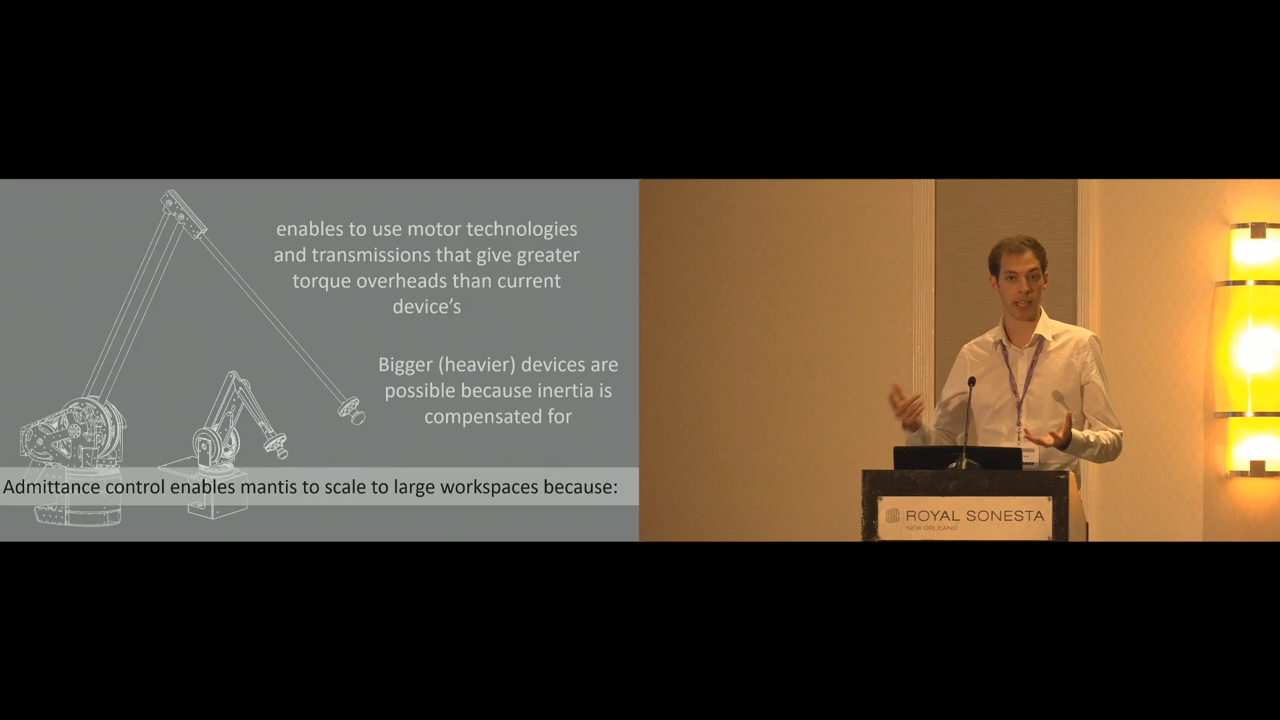 enables to use motor technologies
and transmissions that give greater
torque overheads than current
device's
Bigger (heavier) devices are
possible because inertia is
compensated for
Admittance control enables mantis to scale to large workspaces because:
ROYAL SONESTA
NEW ORLEANS